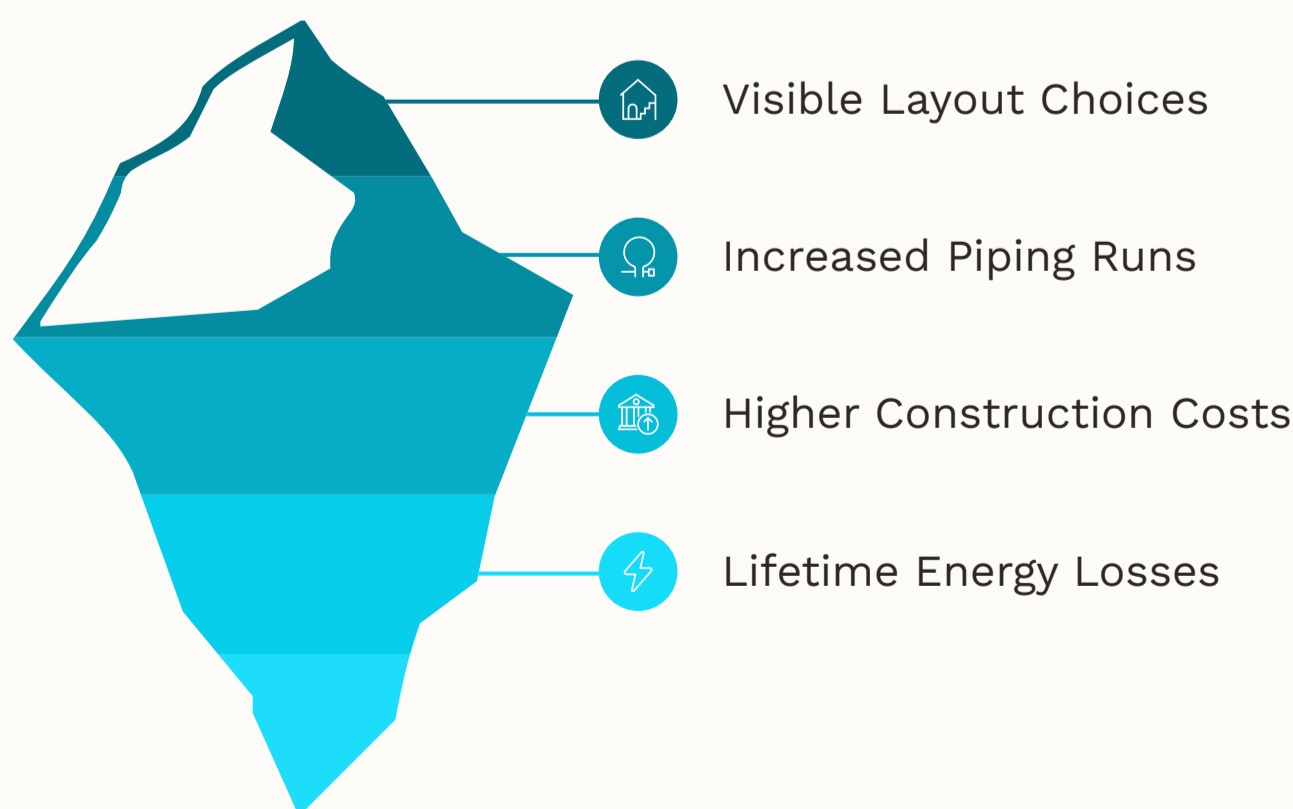 Visible Layout Choices
Increased Piping Runs
Higher Construction Costs
Lifetime Energy Losses